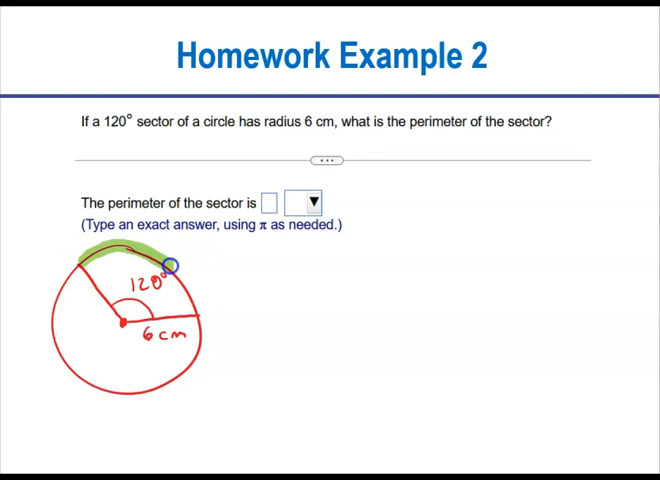 Homework Example 2
If a 120° sector of a circle has radius 6 cm, what is the perimeter of the sector?
The perimeter of the sector is
(Type an exact answer, using π as needed.)
120°
6 cm